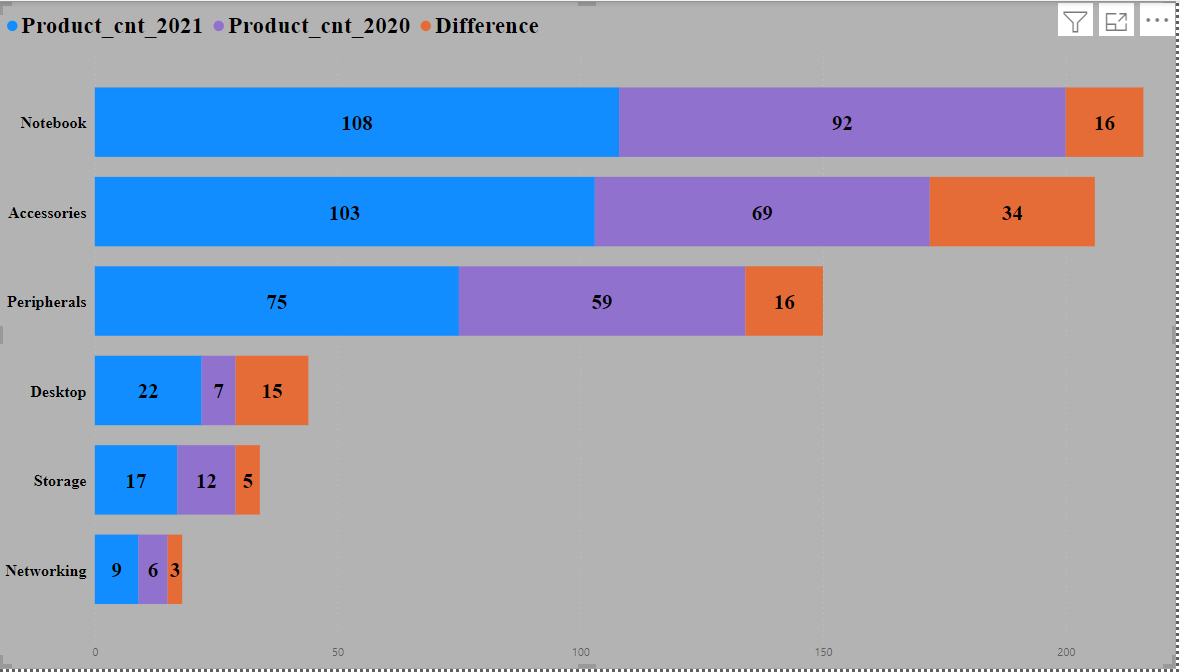 Product_cnt_2021 Product_cnt_2020 Difference
Notebook 108 92 16
Accessories 103 69 34
Peripherals 75 59 16
Desktop 22 7 15
Storage 17 12 5
Networking 9 6 3
0 50 100 150 200